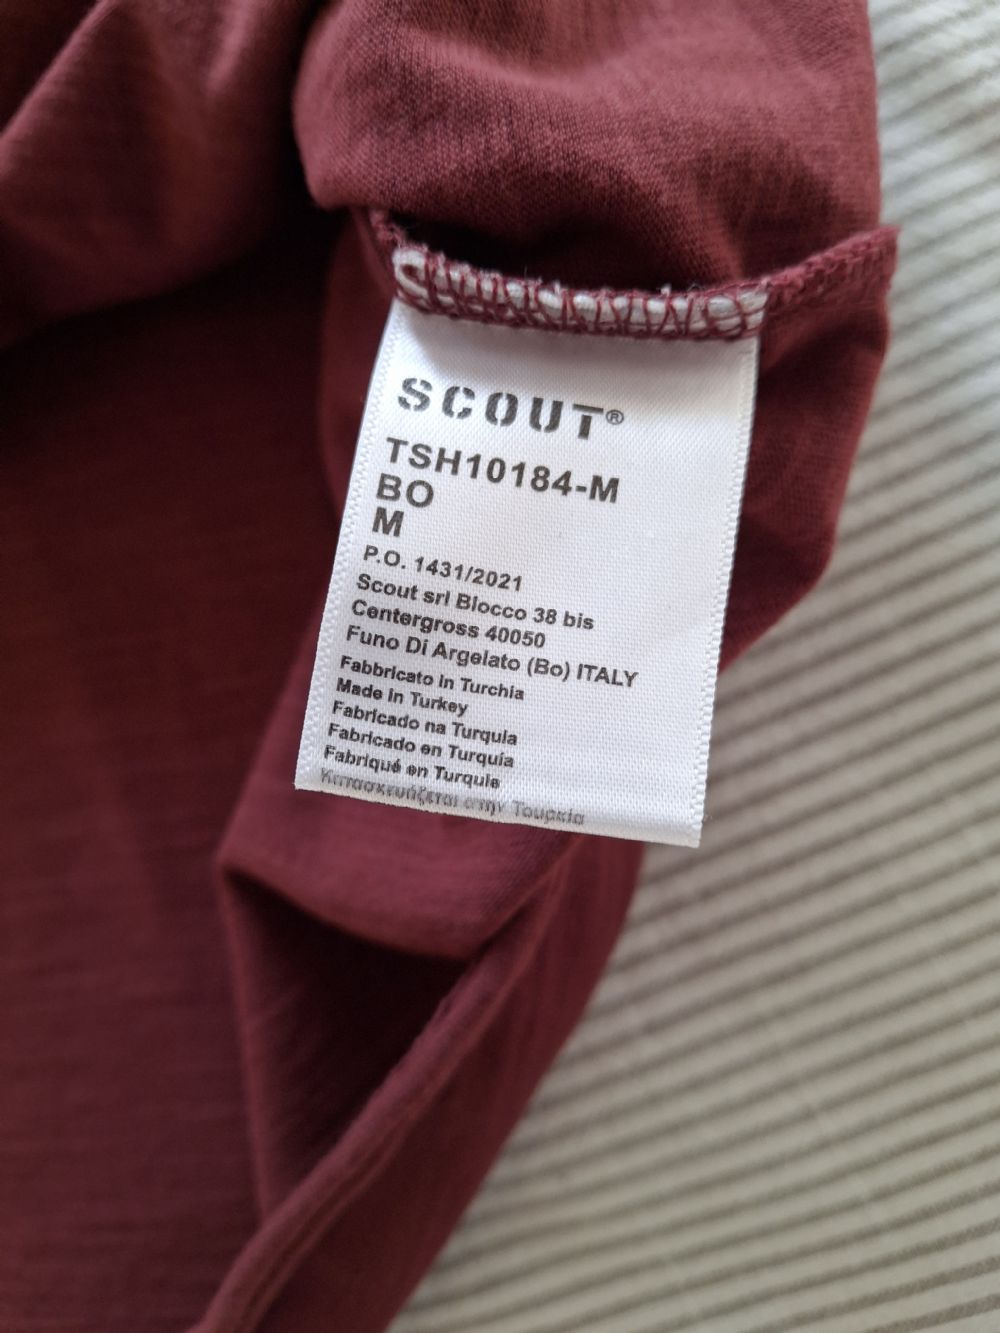 SCOUT®
TSH10184-M
BO
M
P.O. 1431/2021
Scout srl Blocco 38 bis
Centergross 40050
Funo Di Argelato (Bo) ITALY
Fabbricato in Turchia
Made in Turkey
Fabricado na Turquia
Fabricado en Turquía
Fabriqué en Turquie
Κατασκευάζεται στην Τουρκία